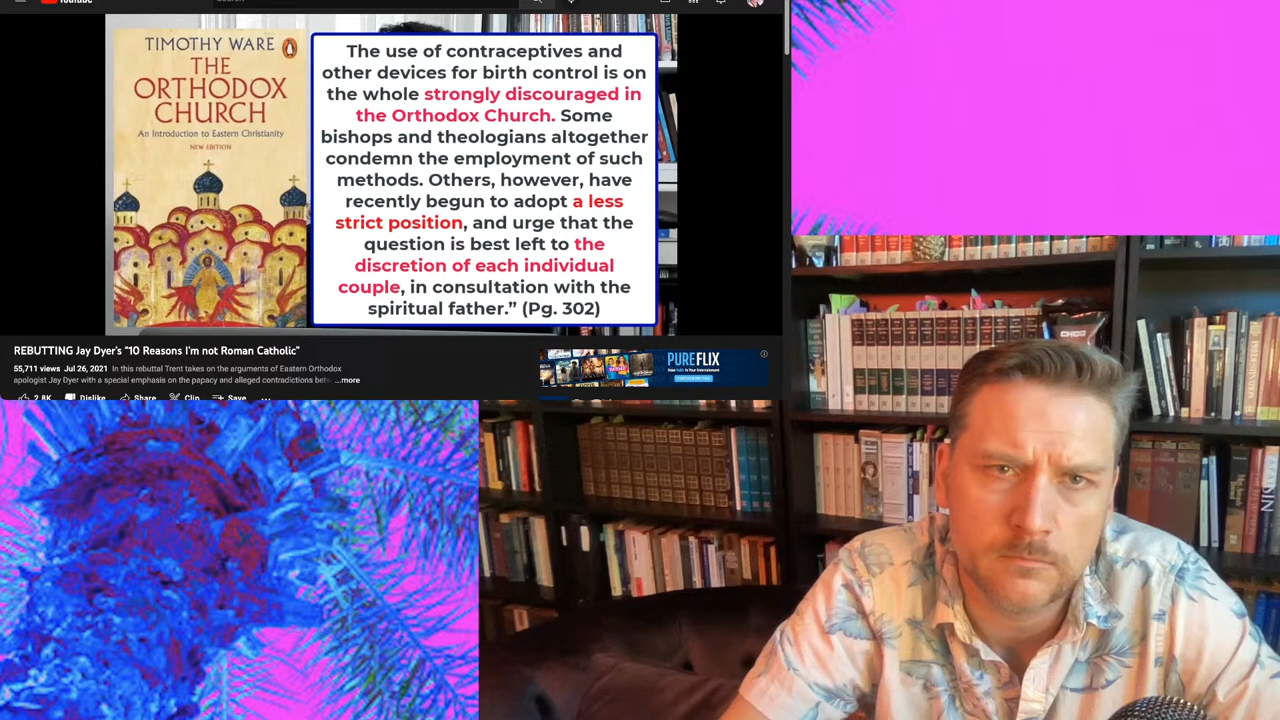 TIMOTHY WARE
THE
ORTHODOX
CHURCH
An Introduction to Eastern Christianity
NEW EDITION
The use of contraceptives and
other devices for birth control is on
the whole strongly discouraged in
the Orthodox Church. Some
bishops and theologians altogether
condemn the employment of such
methods. Others, however, have
recently begun to adopt a less
strict position, and urge that the
question is best left to the
discretion of each individual
couple, in consultation with the
spiritual father.” (Pg. 302)
REBUTTING Jay Dyer's "10 Reasons I'm not Roman Catholic"
55,711 views Jul 26, 2021 In this rebuttal Trent takes on the arguments of Eastern Orthodox
apologist Jay Dyer with a special emphasis on the papacy and alleged contradictions betw ...more
2.8K Dislike Share Clip Save
PUREFLIX